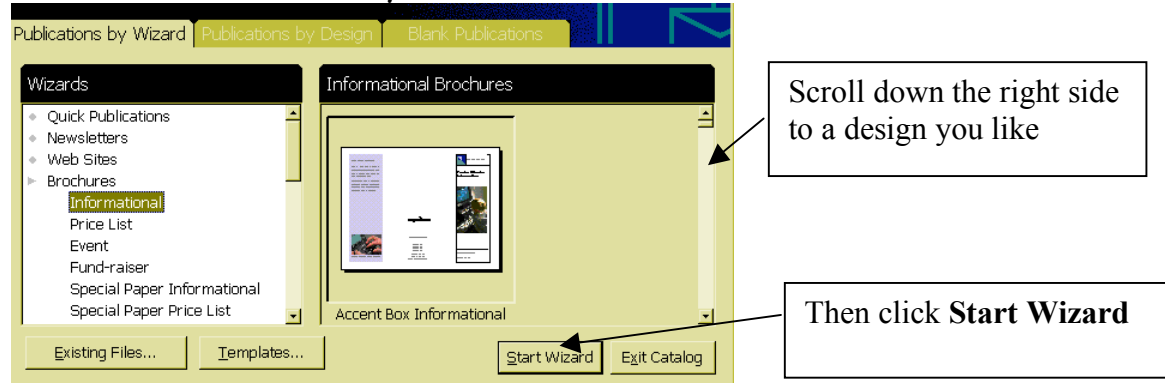 Publications by Wizard Publications by Design Blank Publications
Wizards
Quick Publications
Newsletters
Web Sites
Brochures
Informational
Price List
Event
Fund-raiser
Special Paper Informational
Special Paper Price List
Informational Brochures
Accent Box Informational
Existing Files... Templates... Start Wizard Exit Catalog
Scroll down the right side
to a design you like
Then click Start Wizard